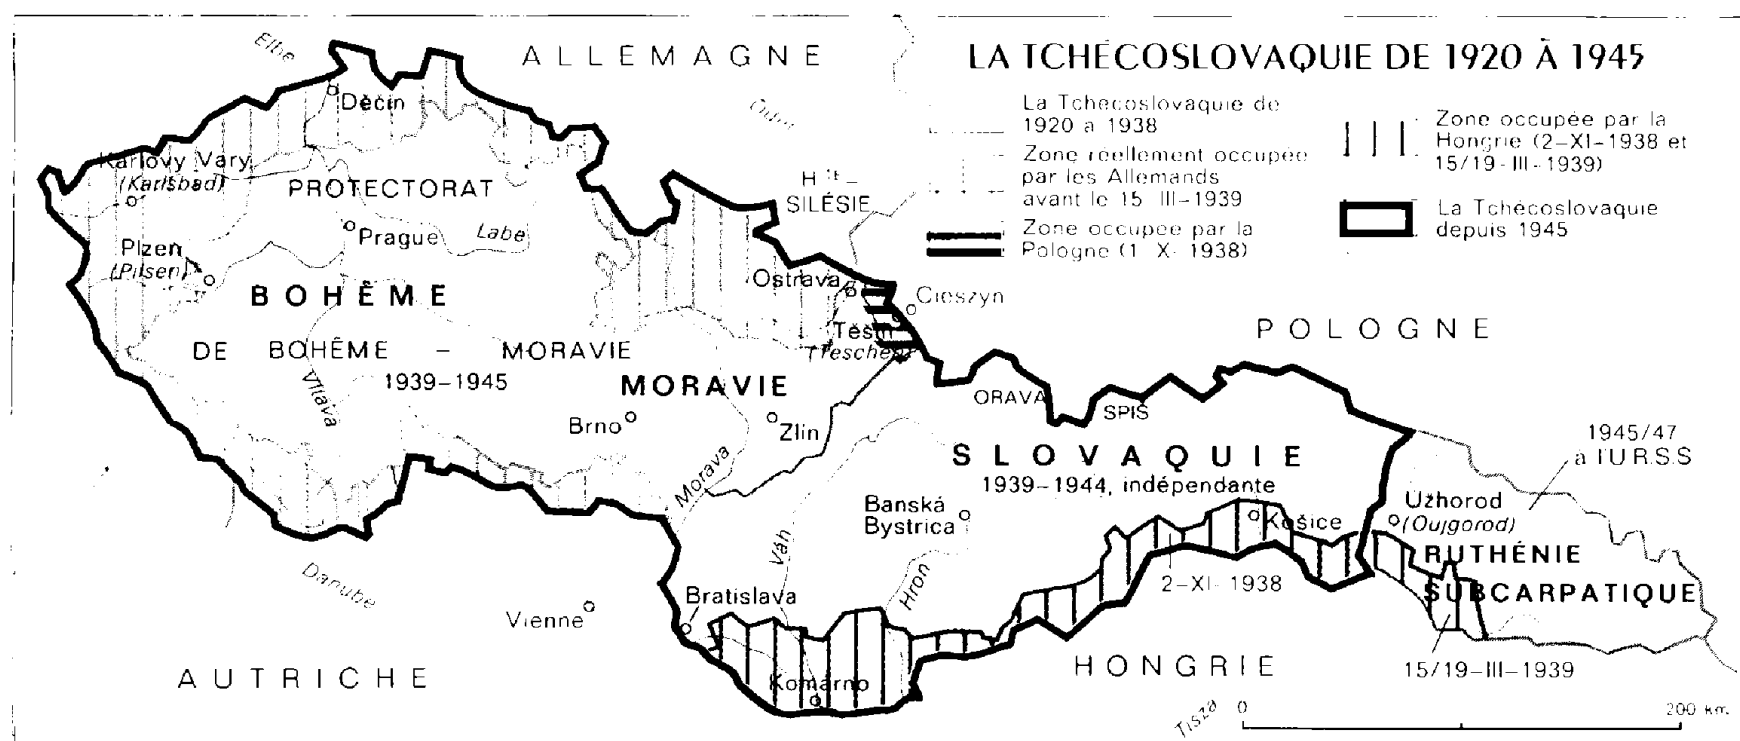 LA TCHÉCOSLOVAQUIE DE 1920 À 1945
La Tchécoslovaquie de
1920 à 1938
Zone réellement occupée
par les Allemands
avant le 15-III-1939
Zone occupée par la
Pologne (1-X-1938)
Zone occupée par la
Hongrie (2-XI-1938 et
15/19-III-1939)
La Tchécoslovaquie
depuis 1945
ALLEMAGNE
Elbe
Oder
Děčín
Karlovy Vary
(Karlsbad)
PROTECTORAT
Hte-
SILÉSIE
Prague
Labe
Plzen
(Pilsen)
BOHÊME
Ostrava
Cieszyn
Těšín
(Teschen)
POLOGNE
DE BOHÊME – MORAVIE
1939–1945
Vltava
MORAVIE
ORAVA
SPIŠ
Brno
Zlín
Morava
SLOVAQUIE
1939–1944, indépendante
1945/47
à l'U.R.S.S
Banská
Bystrica
Užhorod
(Oujgorod)
Košice
Váh
Hron
RUTHÉNIE
SUBCARPATIQUE
2-XI-1938
Danube
Vienne
Bratislava
AUTRICHE
Komárno
HONGRIE
15/19-III-1939
Tisza
0
200 km.